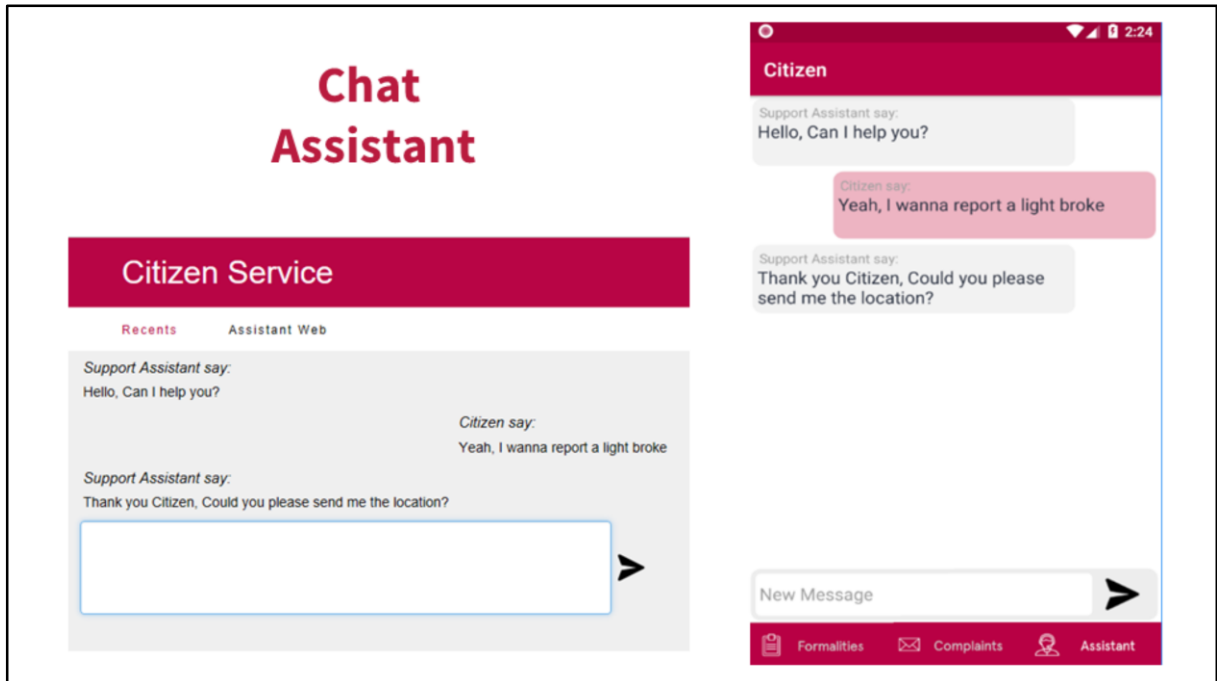 Chat
Assistant
Citizen Service
Recents Assistant Web
Support Assistant say:
Hello, Can I help you?
Citizen say:
Yeah, I wanna report a light broke
Support Assistant say:
Thank you Citizen, Could you please send me the location?
2:24
Citizen
Support Assistant say:
Hello, Can I help you?
Citizen say:
Yeah, I wanna report a light broke
Support Assistant say:
Thank you Citizen, Could you please
send me the location?
New Message
Formalities Complaints Assistant